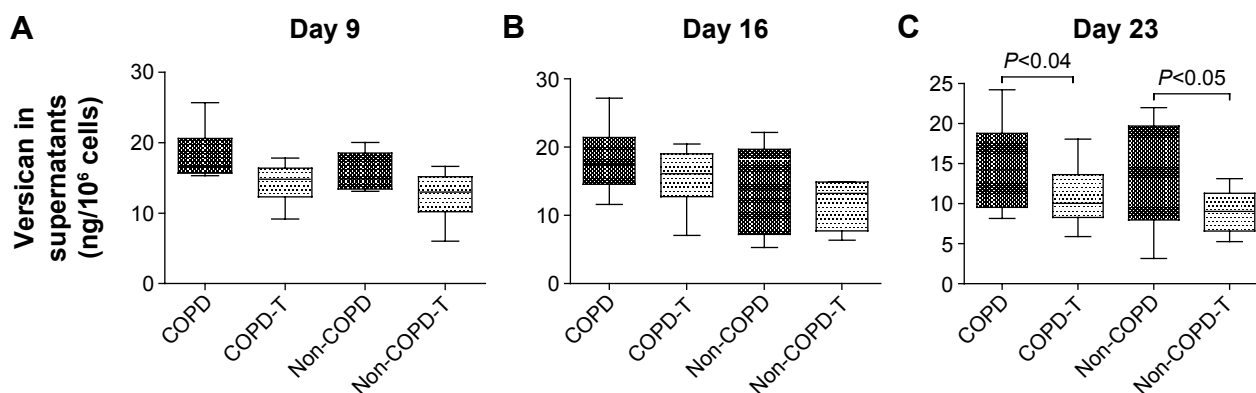 A
Day 9
B
Day 16
C
Day 23
Versican in
supernatants
(ng/10⁶ cells)
30
20
10
0
COPD
COPD-T
Non-COPD
Non-COPD-T
30
20
10
0
COPD
COPD-T
Non-COPD
Non-COPD-T
P<0.04
P<0.05
25
20
15
10
5
0
COPD
COPD-T
Non-COPD
Non-COPD-T